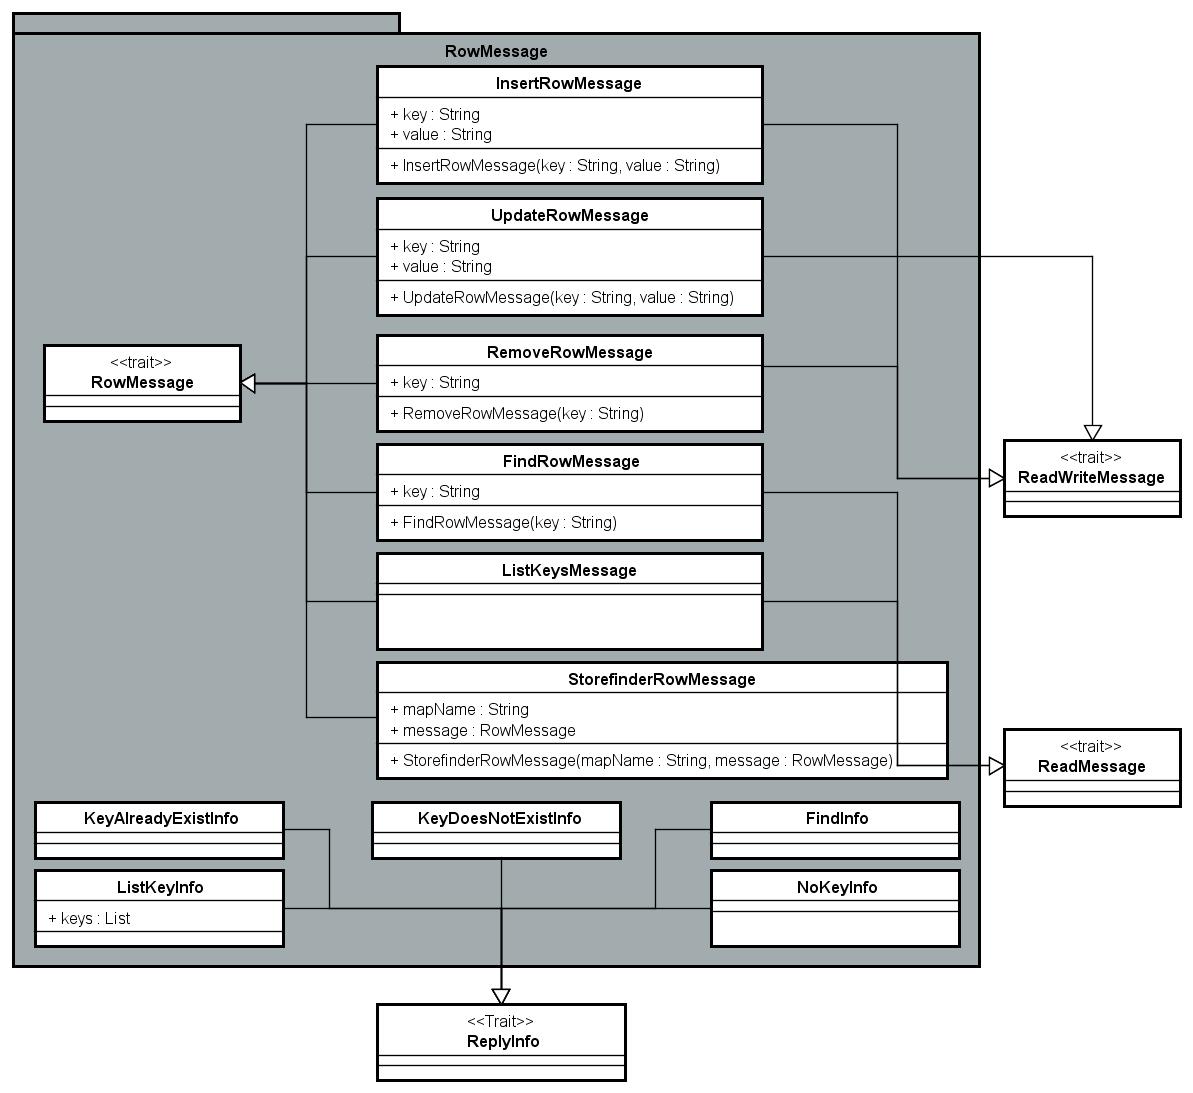 RowMessage
InsertRowMessage
+ key : String
+ value : String
+ InsertRowMessage(key : String, value : String)
UpdateRowMessage
+ key : String
+ value : String
+ UpdateRowMessage(key : String, value : String)
<<trait>>
RowMessage
RemoveRowMessage
+ key : String
+ RemoveRowMessage(key : String)
FindRowMessage
+ key : String
+ FindRowMessage(key : String)
<<trait>>
ReadWriteMessage
ListKeysMessage
StorefinderRowMessage
+ mapName : String
+ message : RowMessage
+ StorefinderRowMessage(mapName : String, message : RowMessage)
<<trait>>
ReadMessage
KeyAlreadyExistInfo
KeyDoesNotExistInfo
FindInfo
ListKeyInfo
+ keys : List
NoKeyInfo
<<Trait>>
ReplyInfo